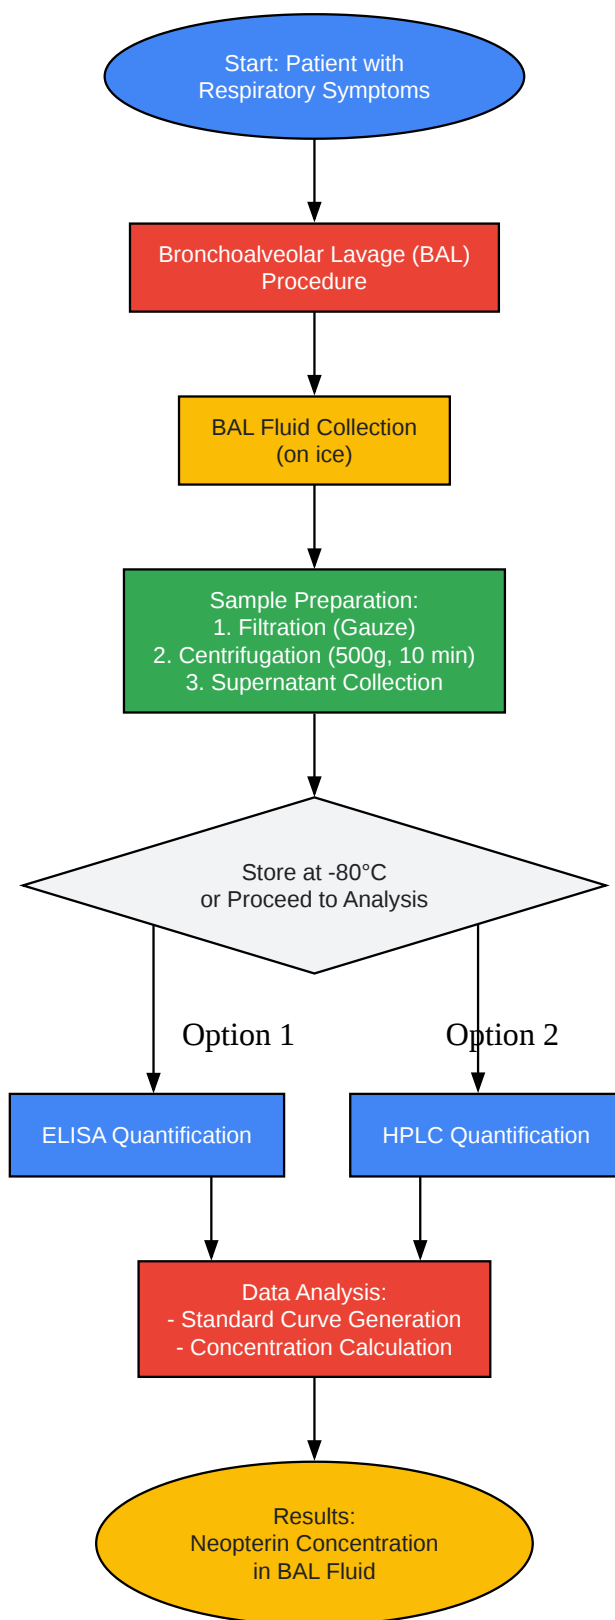 Start: Patient with
Respiratory Symptoms
Bronchoalveolar Lavage (BAL)
Procedure
BAL Fluid Collection
(on ice)
Sample Preparation:
1. Filtration (Gauze)
2. Centrifugation (500g, 10 min)
3. Supernatant Collection
Store at -80°C
or Proceed to Analysis
Option 1
Option 2
ELISA Quantification
HPLC Quantification
Data Analysis:
- Standard Curve Generation
- Concentration Calculation
Results:
Neopterin Concentration
in BAL Fluid